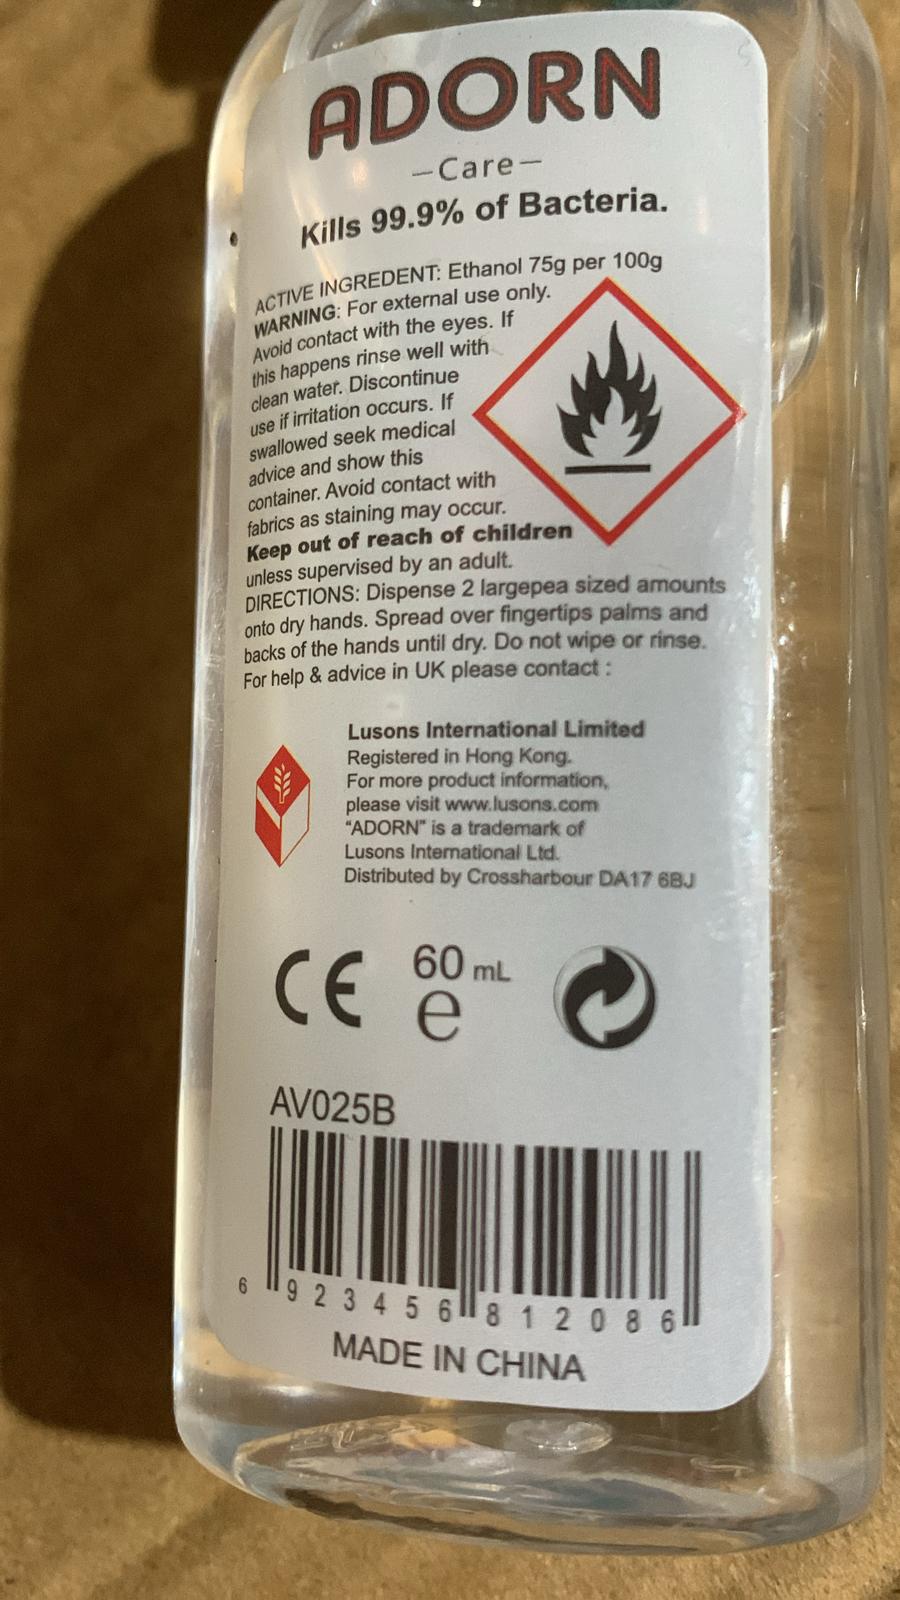 ADORN
–Care–
Kills 99.9% of Bacteria.
ACTIVE INGREDENT: Ethanol 75g per 100g
WARNING: For external use only.
Avoid contact with the eyes. If
this happens rinse well with
clean water. Discontinue
use if irritation occurs. If
swallowed seek medical
advice and show this
container. Avoid contact with
fabrics as staining may occur.
Keep out of reach of children
unless supervised by an adult.
DIRECTIONS: Dispense 2 largepea sized amounts
onto dry hands. Spread over fingertips palms and
backs of the hands until dry. Do not wipe or rinse.
For help & advice in UK please contact :
Lusons International Limited
Registered in Hong Kong.
For more product information,
please visit www.lusons.com
“ADORN” is a trademark of
Lusons International Ltd.
Distributed by Crossharbour DA17 6BJ
CE
60 mL
e
AV025B
6 923456 812086
MADE IN CHINA